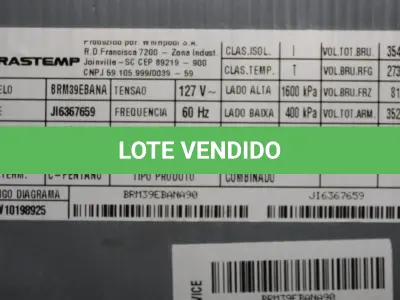 Produzido por: Whirlpool S.A.
R.D.Francisca 7200 - Zona Indust.
Joinville - SC CEP 89219 - 900
CNPJ 59.105.999/0039 - 59
RASTEMP
CLAS.ISOL. I VOL.TOT.BRU. 354
CLAS.TEMP. T VOL.BRU.RFG 273
ELO BRM39EBANA TENSAO 127 V~ LADO ALTA 1600 kPa VOL.BRU.FRZ 81
E JI6367659 FREQUENCIA 60 Hz LADO BAIXA 400 kPa VOL.TOT.ARM. 352
LOTE VENDIDO
TERM. C-PENTANO TIPO PRODUTO COMBINADO
IGO DIAGRAMA BRM39EBANA90 JI6367659
W10198925
VICE
BRM39EBANA90